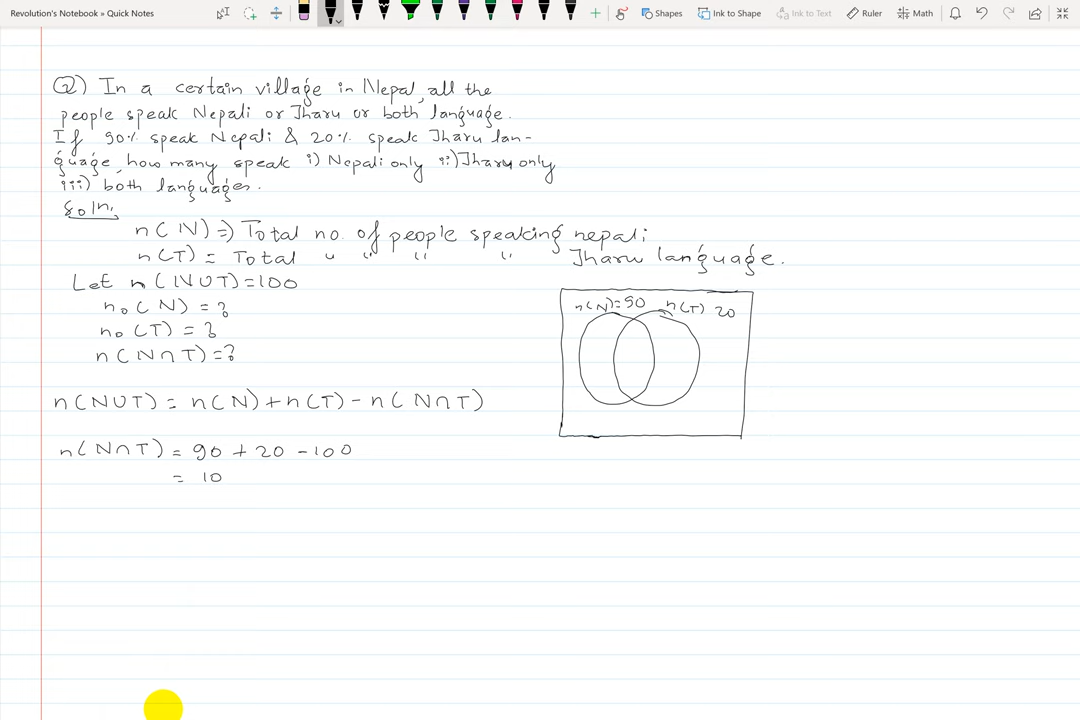 Revolution's Notebook » Quick Notes
Shapes
Ink to Shape
Ink to Text
Ruler
Math
Q) In a certain village in Nepal, all the
people speak Nepali or Tharu or both language.
If 90% speak Nepali & 20% speak Tharu lan-
guage, how many speak i) Nepali only ii) Tharu only
iii) both languages.
Soln.
n(N) => Total no. of people speaking nepali
n(T) = Total " " " " Tharu language.
Let n(NUT)=100
n₀(N) = ?
n₀(T) = ?
n(N∩T) = ?
n(N)=90 n(T) 20
n(NUT) = n(N) + n(T) - n(N∩T)
n(N∩T) = 90 + 20 - 100
= 10